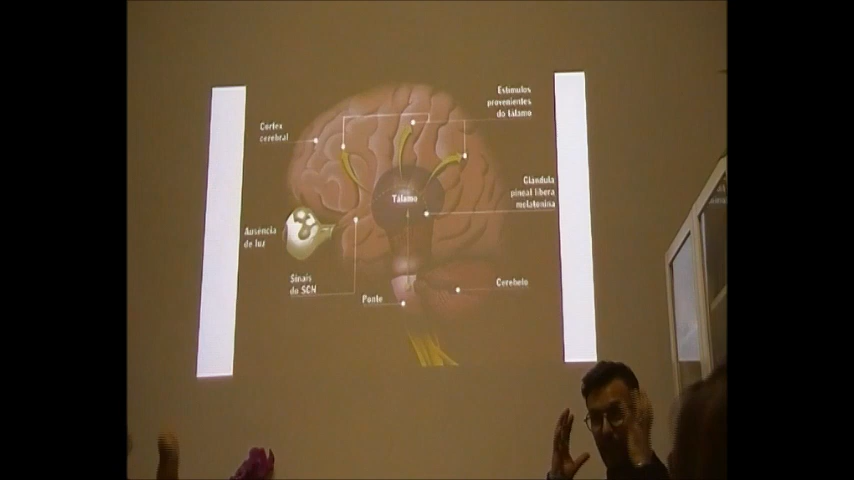 Estímulos
provenientes
do tálamo
Córtex
cerebral
Glândula
pineal libera
melatonina
Tálamo
Ausência
de luz
Sinais
do SCN
Ponte
Cerebelo